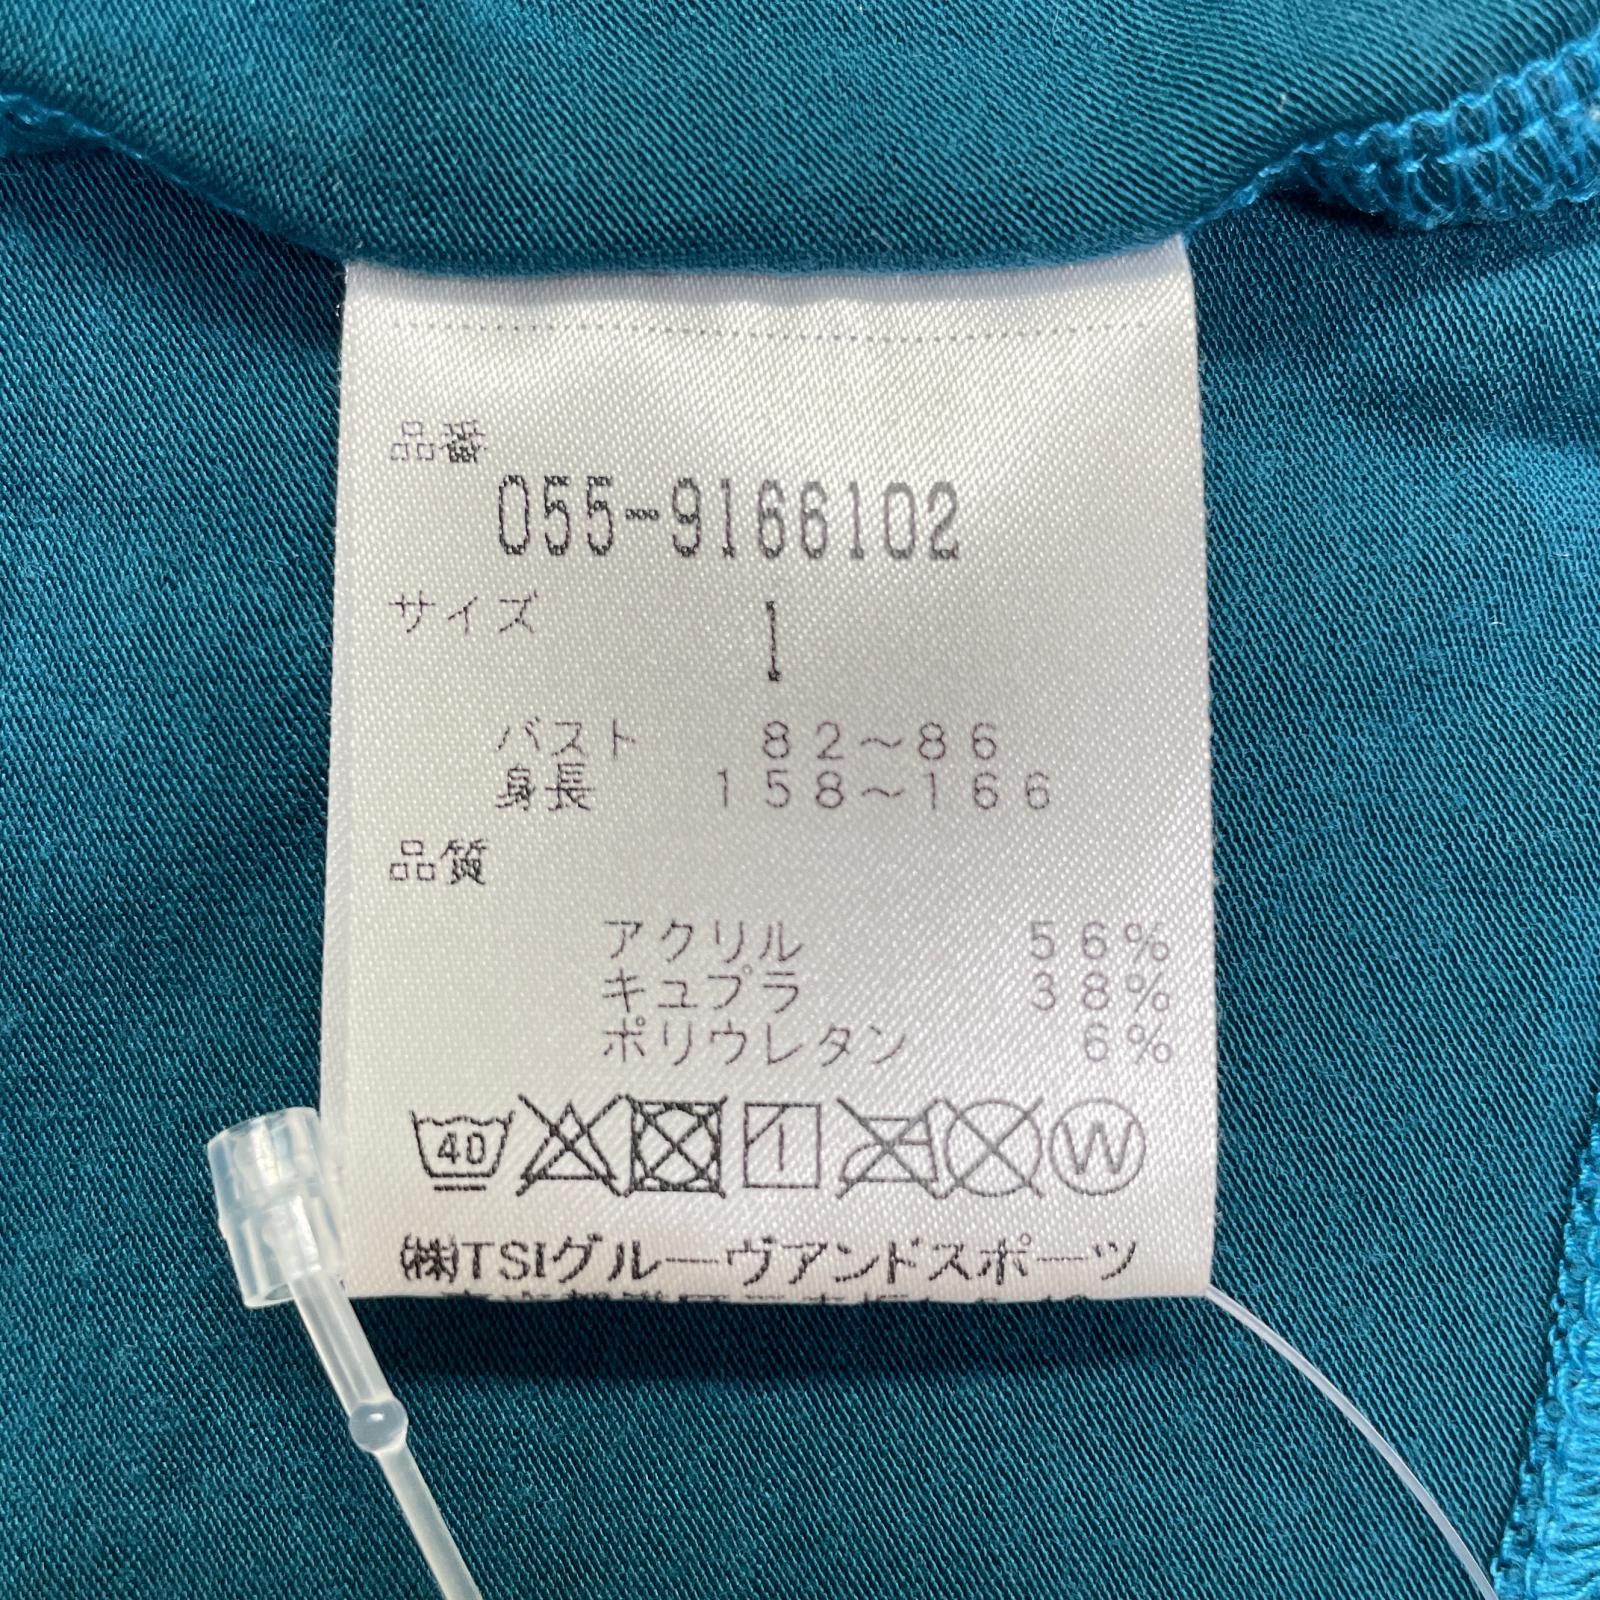 品番
055-9166102
サイズ 1
バスト 82～86
身長 158～166
品質
アクリル 56%
キュプラ 38%
ポリウレタン 6%
40 1 W
(株)TSIグルーヴアンドスポーツ